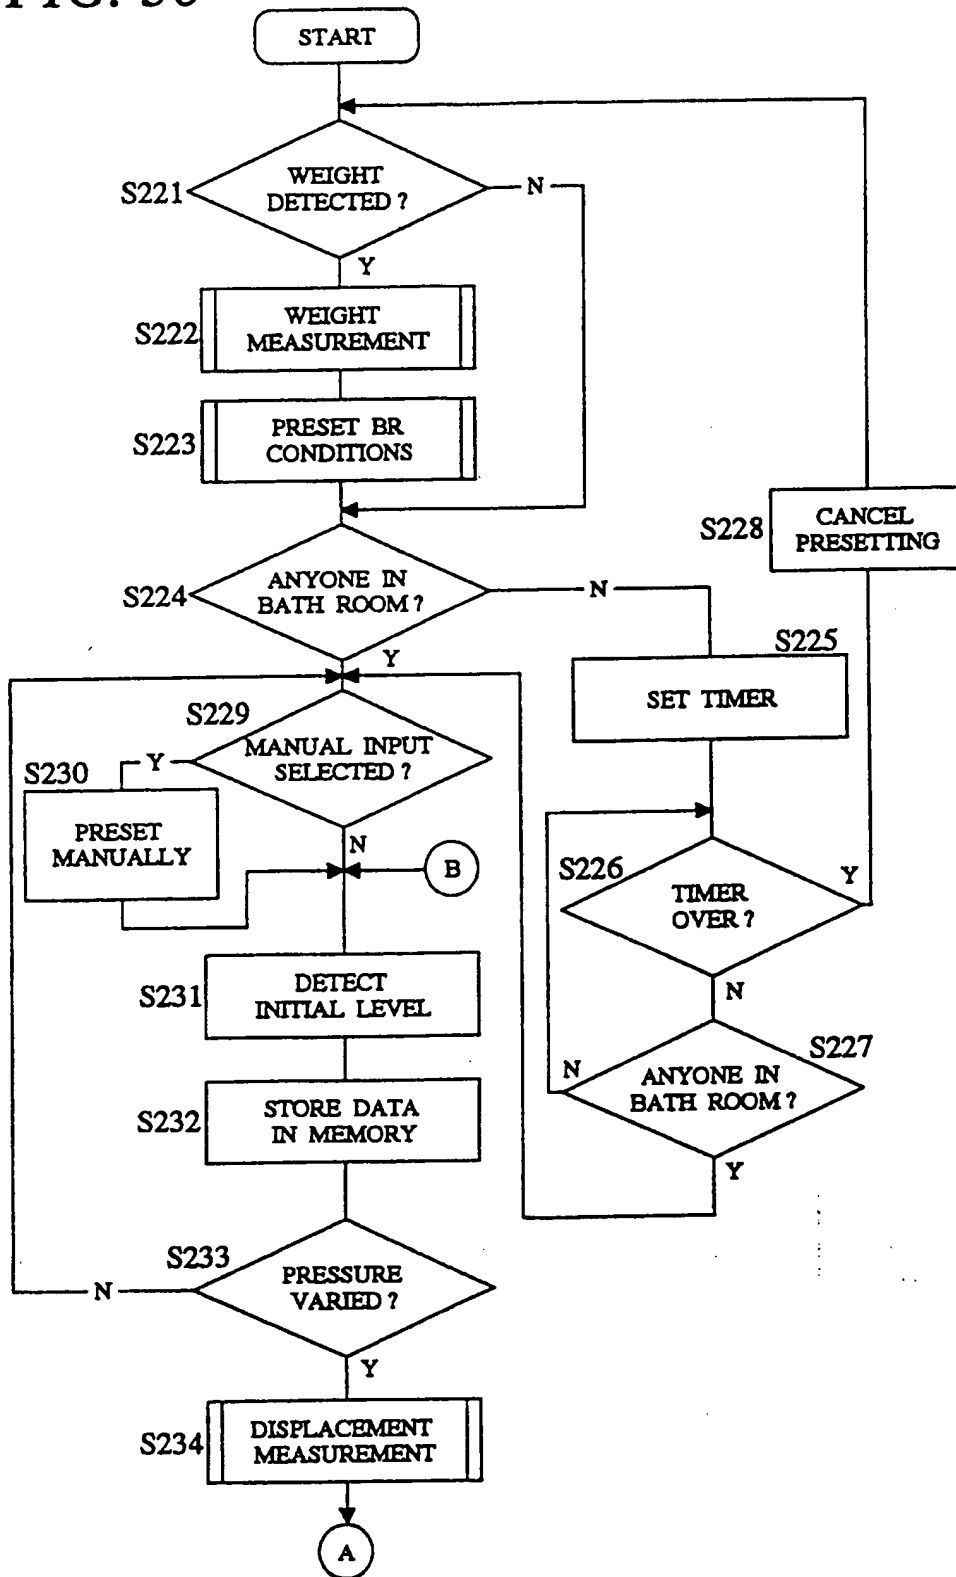 START
WEIGHT
DETECTED ?
S221
N
Y
WEIGHT
MEASUREMENT
S222
PRESET BR
CONDITIONS
S223
CANCEL
PRESETTING
S228
ANYONE IN
BATH ROOM ?
S224
N
Y
S225
SET TIMER
S229
MANUAL INPUT
SELECTED ?
Y
S230
PRESET
MANUALLY
N
B
S226
TIMER
OVER ?
Y
N
S231
DETECT
INITIAL LEVEL
S227
N
ANYONE IN
BATH ROOM ?
Y
S232
STORE DATA
IN MEMORY
S233
PRESSURE
VARIED ?
N
Y
S234
DISPLACEMENT
MEASUREMENT
A